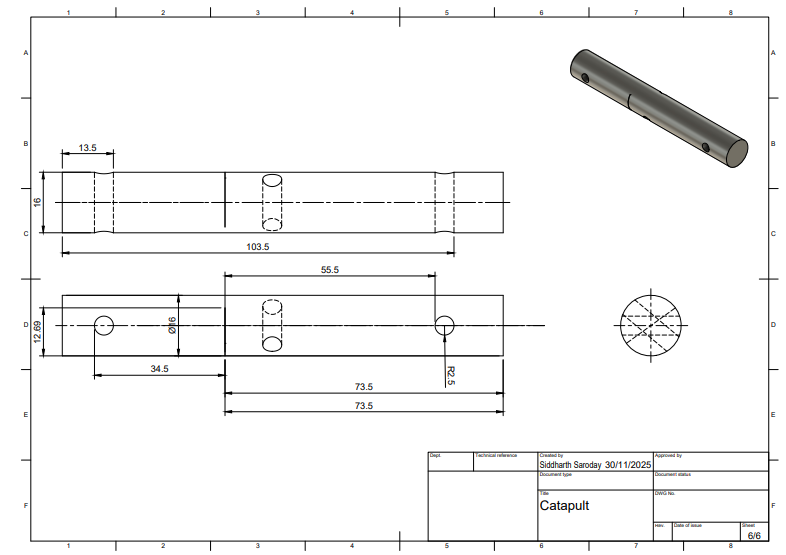 1 2 3 4 5 6 7 8
A A
B B
13.5
16
C C
103.5
55.5
D D
12.69
Ø16
34.5
R2.5
73.5
E E
73.5
Dept. Technical reference Created by Approved by
Siddharth Saroday 30/11/2025
Document type Document status
Title DWG No.
Catapult
F F
Rev. Date of issue Sheet
6/6
1 2 3 4 5 6 7 8